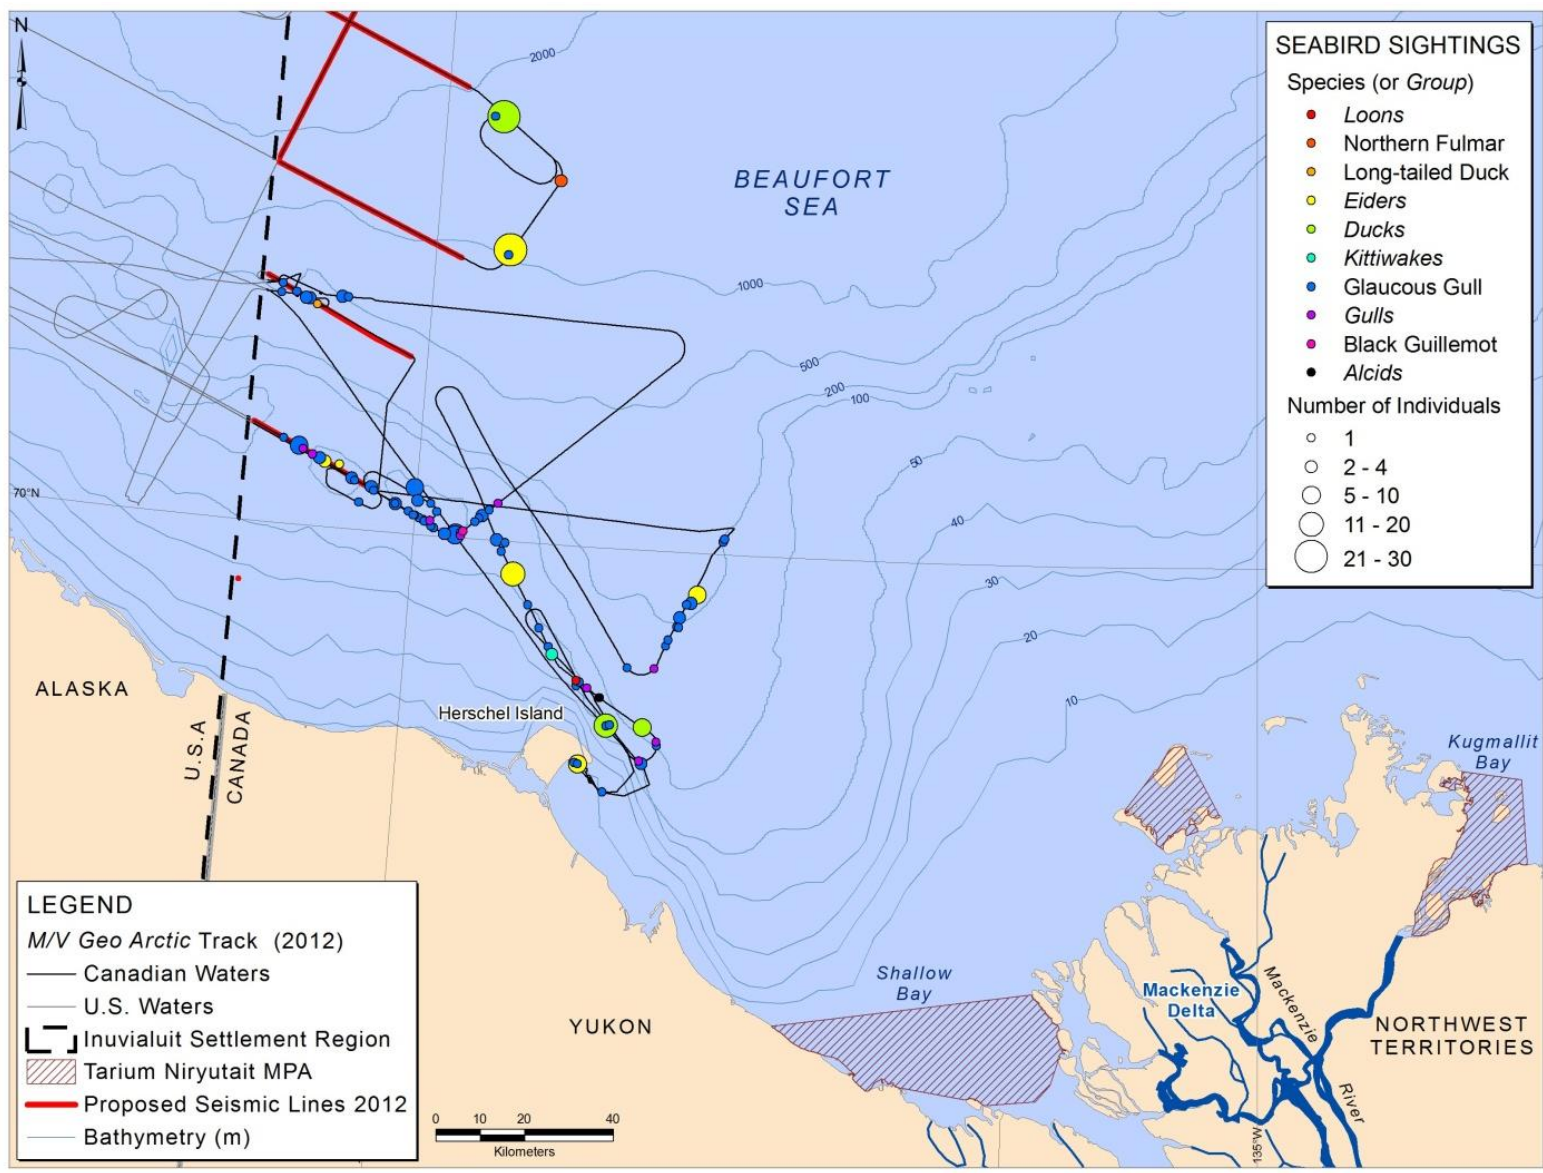 N
2000
BEAUFORT
SEA
1000
500
200
100
50
40
30
20
10
70°N
ALASKA
U.S.A
CANADA
Herschel Island
YUKON
Shallow
Bay
Kugmallit
Bay
Mackenzie
Delta
Mackenzie
River
NORTHWEST
TERRITORIES
135°W
SEABIRD SIGHTINGS
Species (or Group)
Loons
Northern Fulmar
Long-tailed Duck
Eiders
Ducks
Kittiwakes
Glaucous Gull
Gulls
Black Guillemot
Alcids
Number of Individuals
1
2 - 4
5 - 10
11 - 20
21 - 30
LEGEND
M/V Geo Arctic Track (2012)
Canadian Waters
U.S. Waters
Inuvialuit Settlement Region
Tarium Niryutait MPA
Proposed Seismic Lines 2012
Bathymetry (m)
0 10 20 40
Kilometers